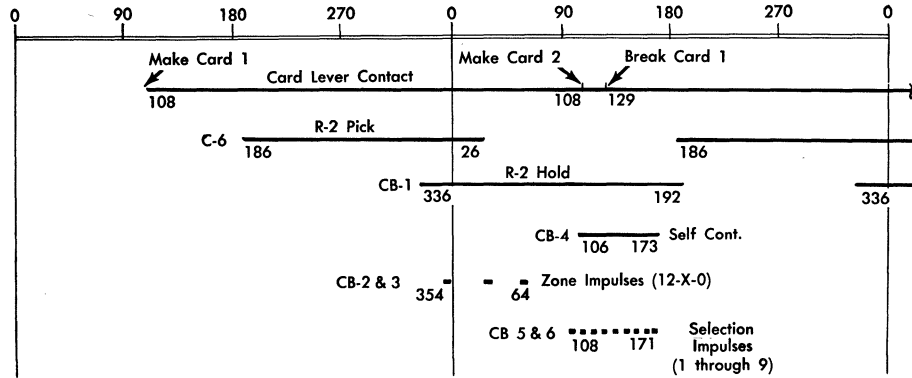 0 90 180 270 0 90 180 270 0
Make Card 1 Make Card 2 Break Card 1
Card Lever Contact
108 108 129
R-2 Pick
C-6
186 26 186
R-2 Hold
CB-1
336 192 336
CB-4 Self Cont.
106 173
CB-2 & 3 Zone Impulses (12-X-0)
354 64
CB 5 & 6 Selection
108 171 Impulses
(1 through 9)